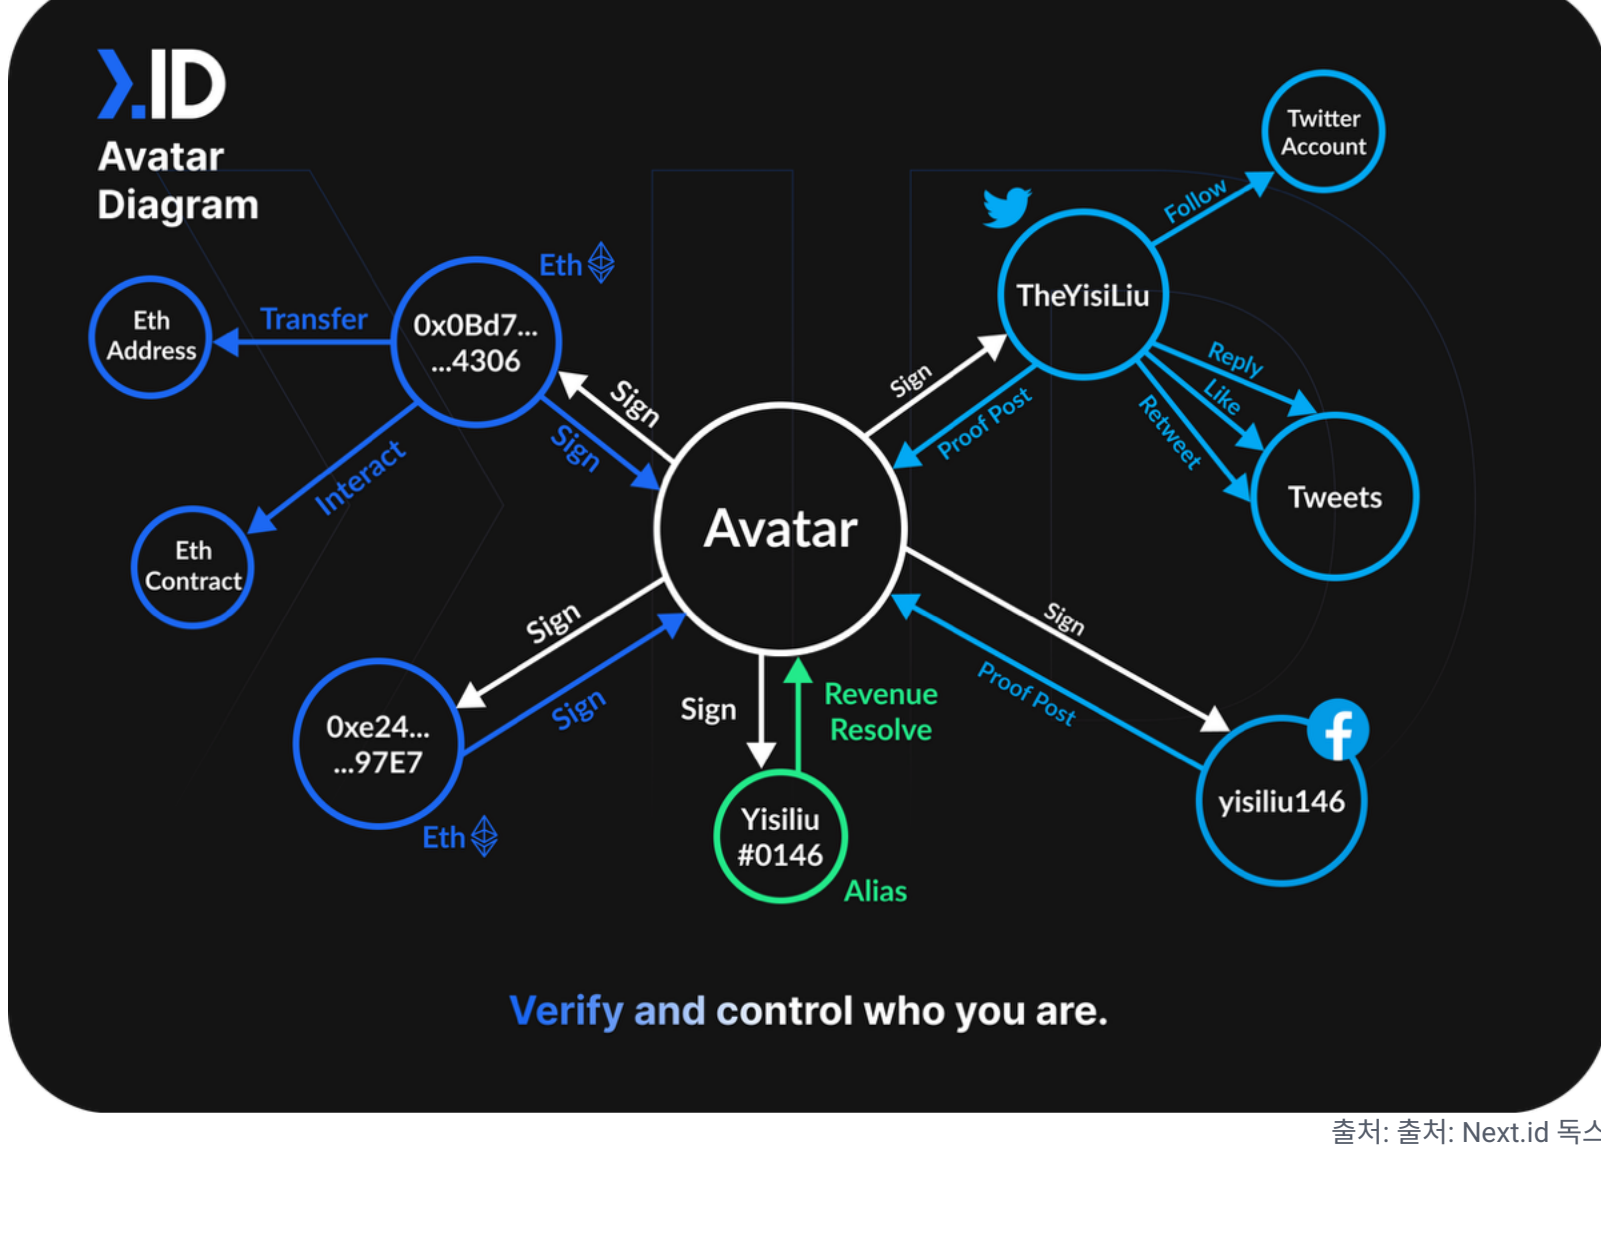 .ID
Avatar
Diagram
Twitter
Account
Follow
TheYisiLiu
Eth
Eth
Address
Transfer
0x0Bd7...
...4306
Sign
Sign
Interact
Eth
Contract
Sign
Proof Post
Reply
Like
Retweet
Tweets
Avatar
Sign
Sign
0xe24...
...97E7
Eth
Sign
Revenue
Resolve
Yisiliu
#0146
Alias
Sign
Proof Post
yisiliu146
Verify and control who you are.
출처: 출처: Next.id 독스